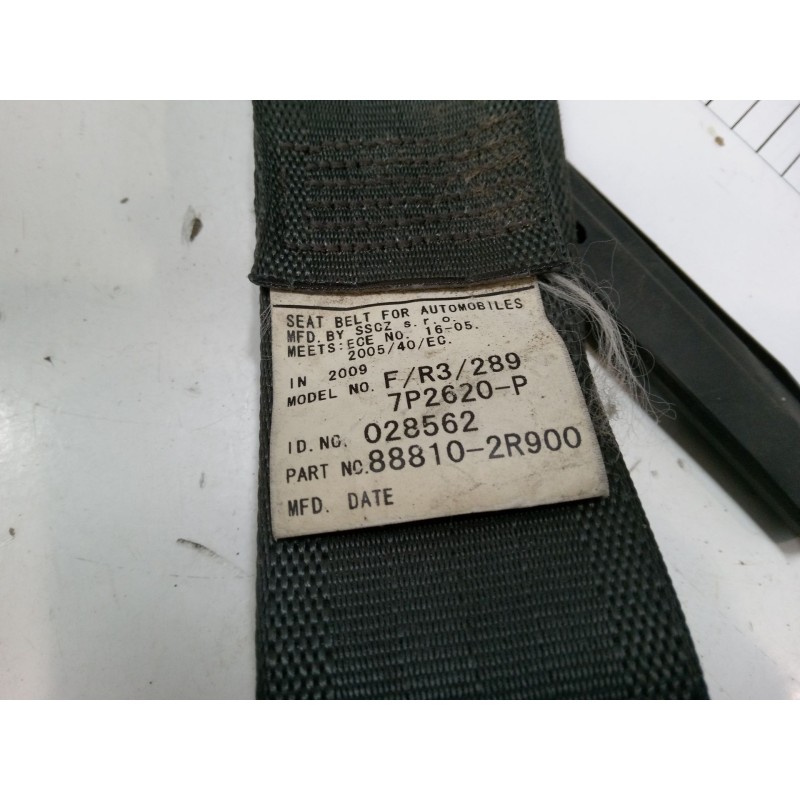 SEAT BELT FOR AUTOMOBILES
MFD. BY SSCZ s. r. o.
MEETS: ECE No. 16-05.
2005/40/EC.
IN 2009
MODEL NO. F/R3/289
7P2620-P
ID. NO. 028562
PART NO. 88810-2R900
MFD. DATE